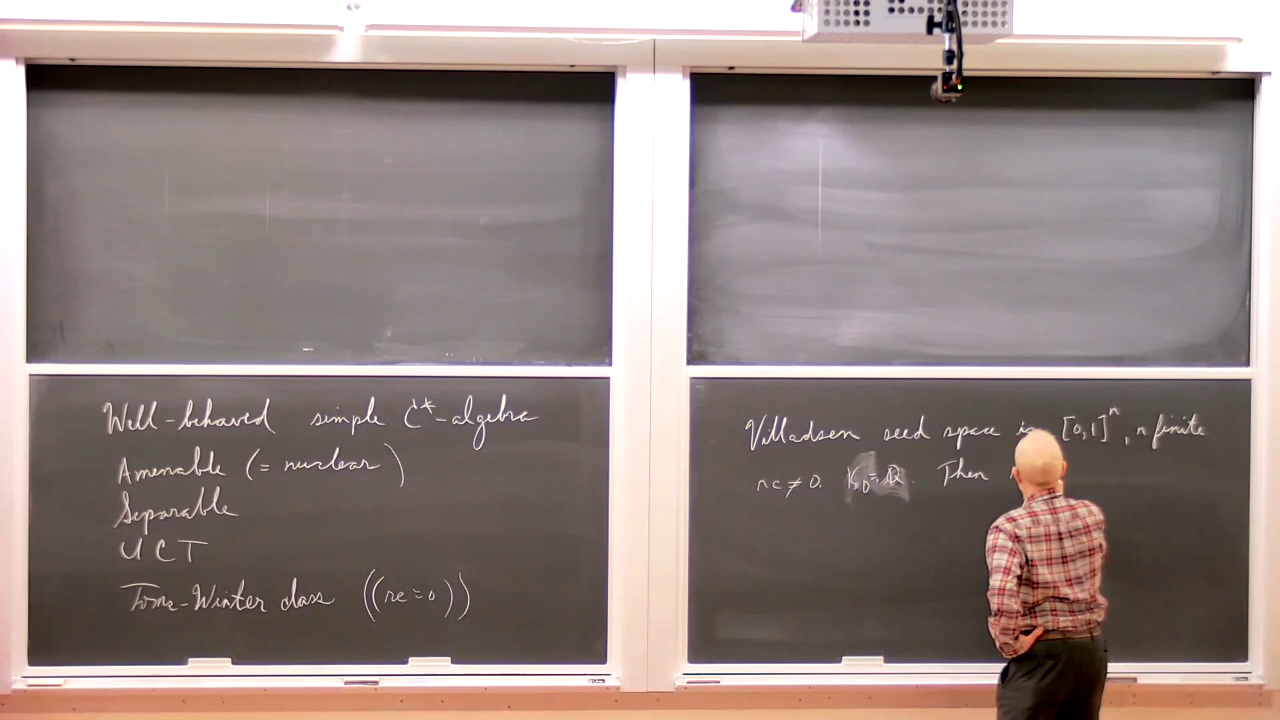 Well-behaved simple C*-algebra
Amenable (= nuclear)
Separable
UCT
Toms-Winter class ((rc=0))
Villadsen seed space is [0,1]^n, n finite
rc ≠ 0. K₀=ℚ. Then